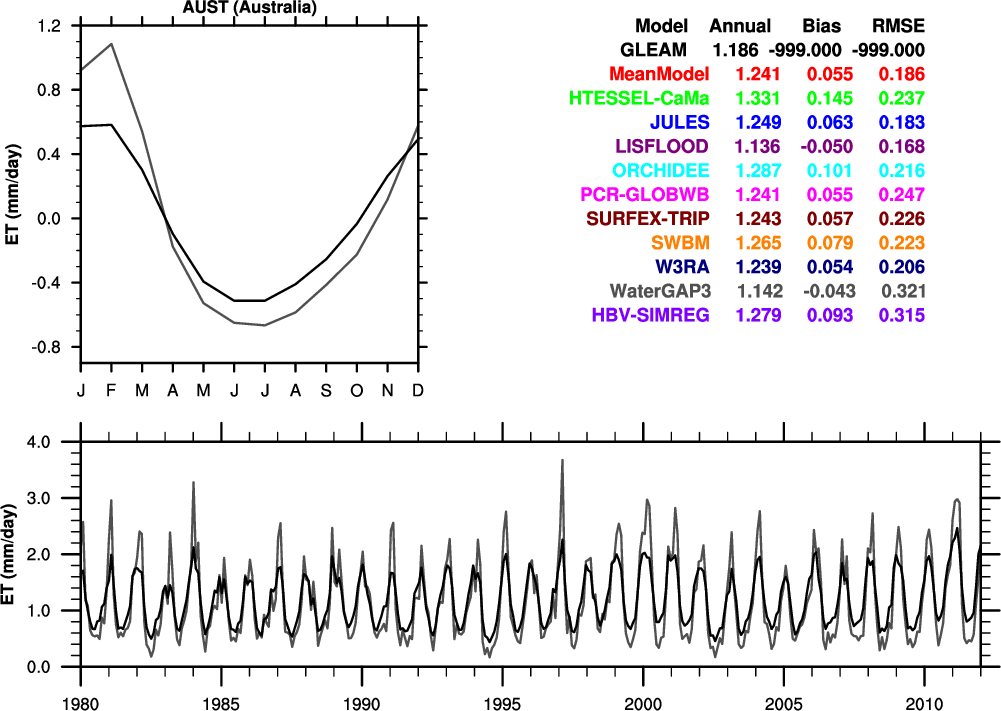 AUST (Australia)
1.2
0.8
0.4
0.0
-0.4
-0.8
ET (mm/day)
J F M A M J J A S O N D
Model Annual Bias RMSE
GLEAM 1.186 -999.000 -999.000
MeanModel 1.241 0.055 0.186
HTESSEL-CaMa 1.331 0.145 0.237
JULES 1.249 0.063 0.183
LISFLOOD 1.136 -0.050 0.168
ORCHIDEE 1.287 0.101 0.216
PCR-GLOBWB 1.241 0.055 0.247
SURFEX-TRIP 1.243 0.057 0.226
SWBM 1.265 0.079 0.223
W3RA 1.239 0.054 0.206
WaterGAP3 1.142 -0.043 0.321
HBV-SIMREG 1.279 0.093 0.315
4.0
3.0
2.0
1.0
0.0
ET (mm/day)
1980 1985 1990 1995 2000 2005 2010